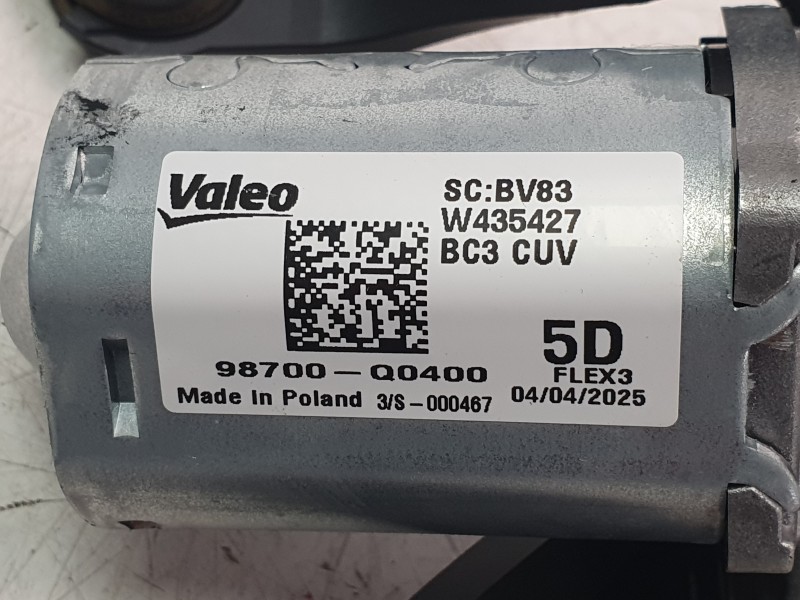 Valeo
SC:BV83
W435427
BC3 CUV
98700-Q0400
5D
FLEX3
Made In Poland 3/S-000467 04/04/2025